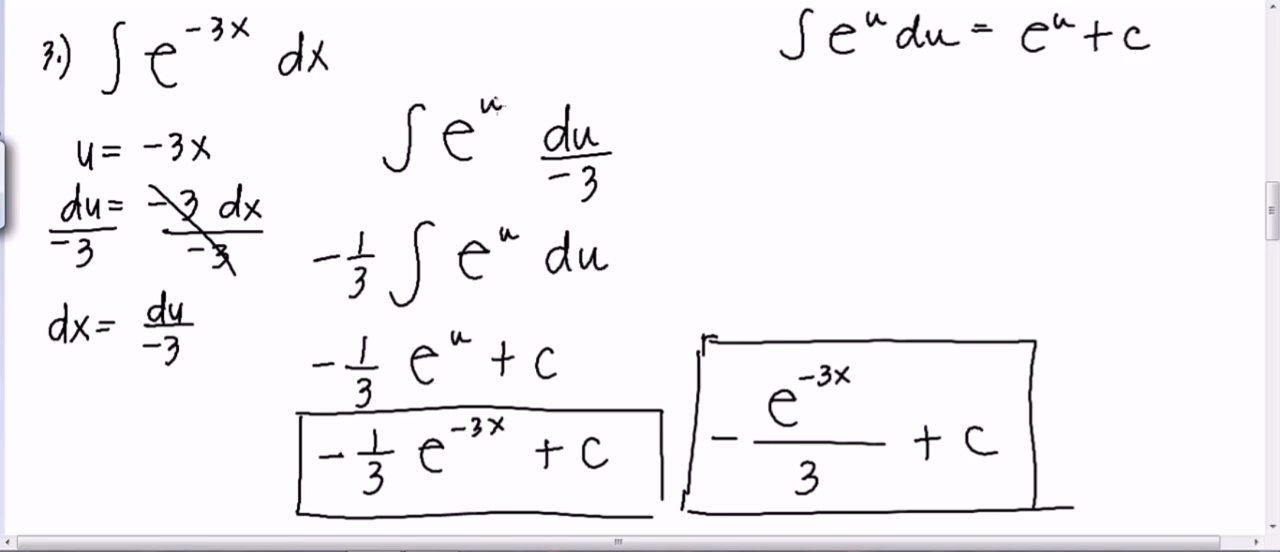 3.) ∫ e^{-3x} dx
∫ e^u du = e^u + c
u = -3x
du/-3 = -3 dx/-3
dx = du/-3
∫ e^u du/-3
-1/3 ∫ e^u du
-1/3 e^u + c
-1/3 e^{-3x} + c
- e^{-3x}/3 + c